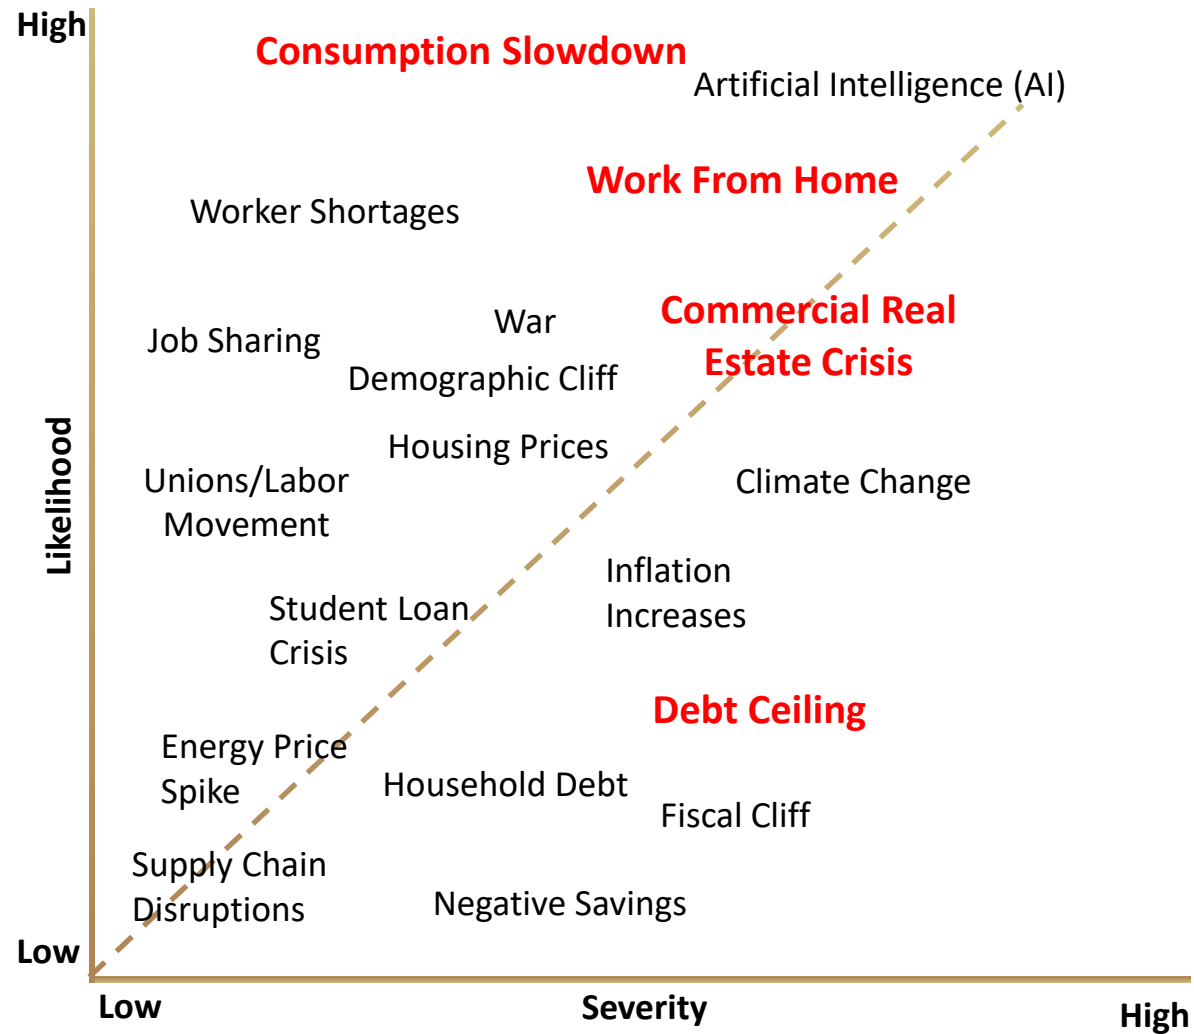 High
Consumption Slowdown
Artificial Intelligence (AI)
Work From Home
Worker Shortages
Commercial Real
Estate Crisis
War
Job Sharing
Demographic Cliff
Housing Prices
Unions/Labor
Movement
Climate Change
Likelihood
Inflation
Increases
Student Loan
Crisis
Debt Ceiling
Energy Price
Spike
Household Debt
Fiscal Cliff
Supply Chain
Disruptions
Negative Savings
Low
Low
Severity
High